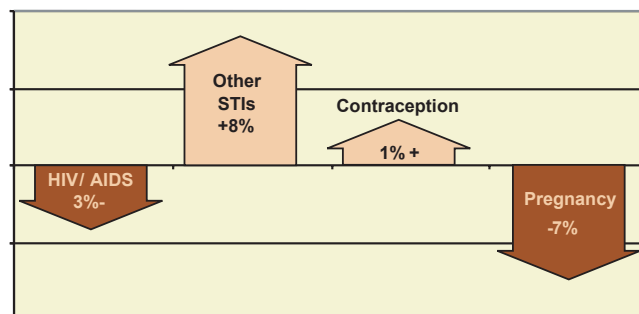 Other
STIs
+8%
Contraception
1% +
HIV/ AIDS
3%-
Pregnancy
-7%